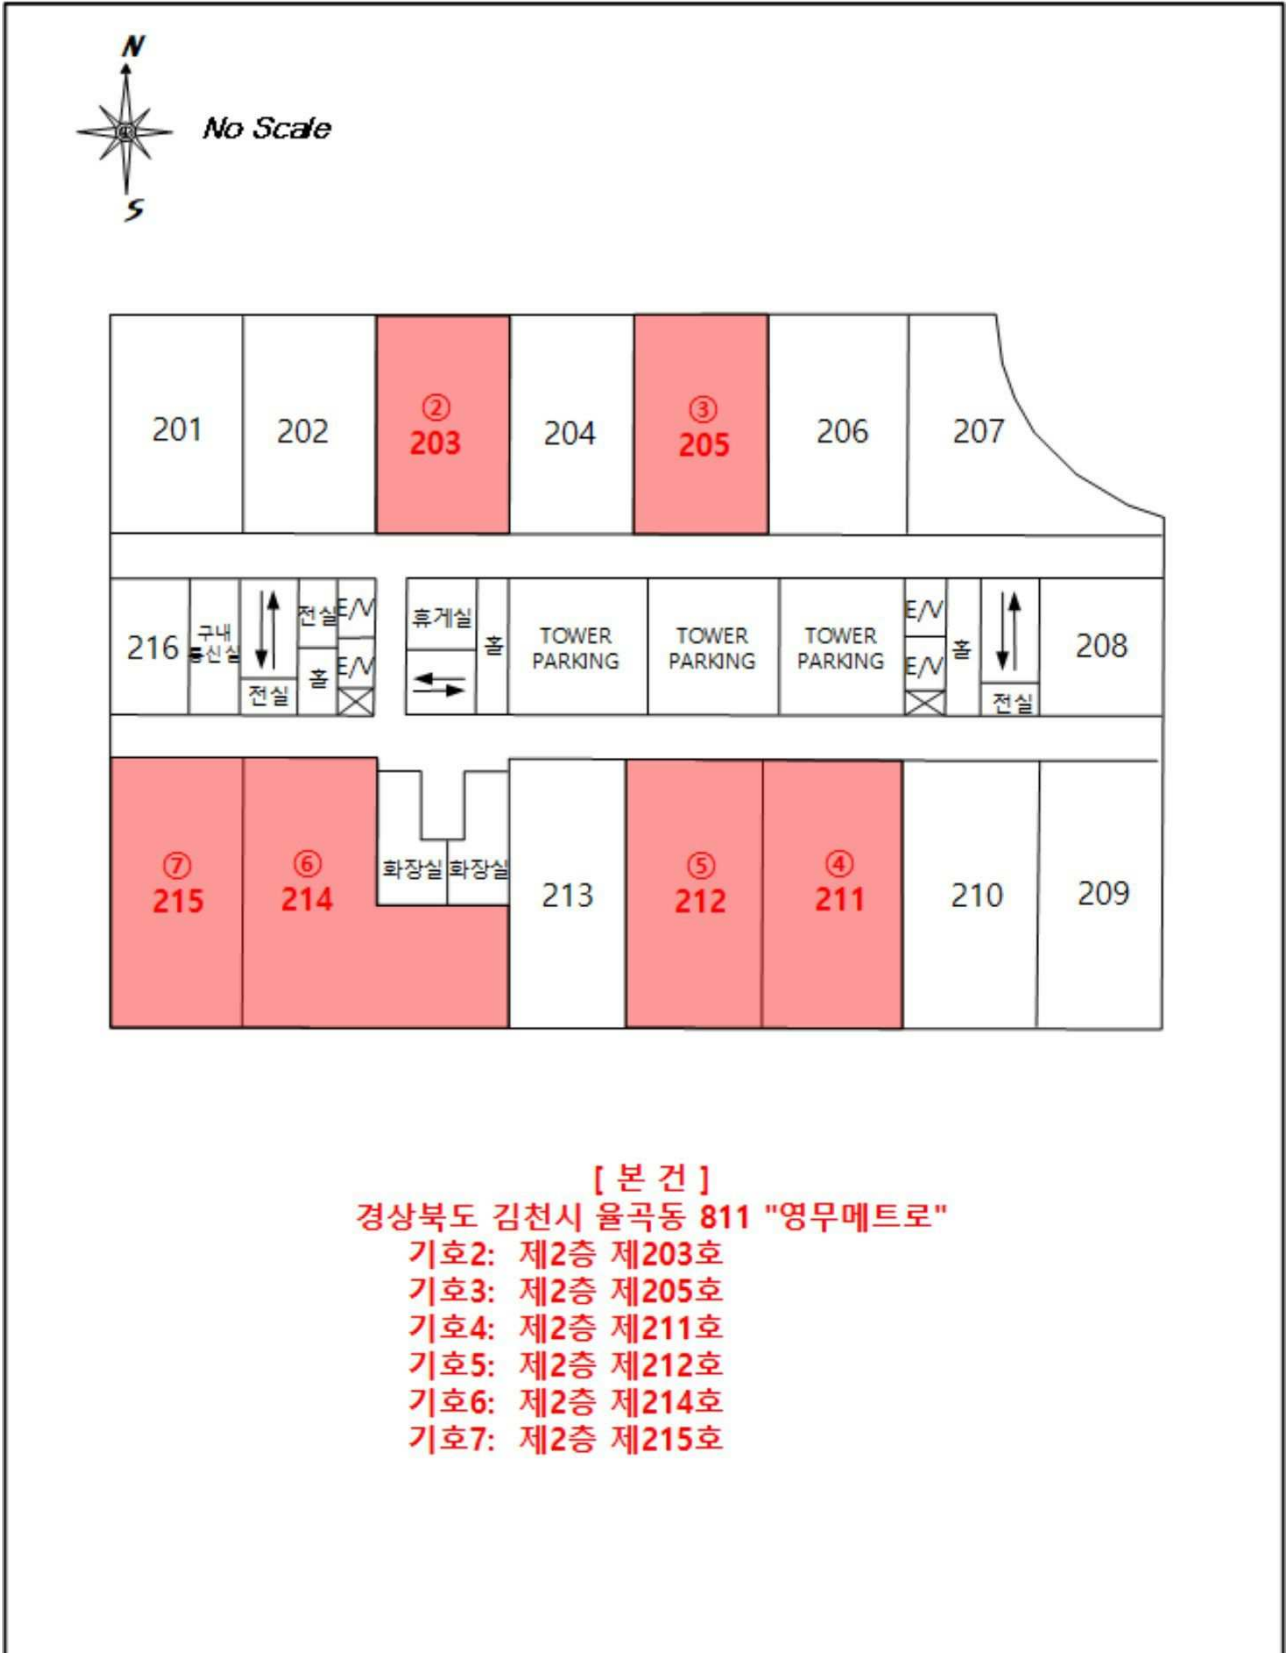 N
No Scale
S
201
202
②
203
204
③
205
206
207
216
구내
통신실
전실
전실
홀
E/V
E/V
휴게실
홀
TOWER
PARKING
TOWER
PARKING
TOWER
PARKING
E/V
E/V
홀
전실
208
⑦
215
⑥
214
화장실
화장실
213
⑤
212
④
211
210
209
[ 본 건 ]
경상북도 김천시 율곡동 811 "영무메트로"
기호2: 제2층 제203호
기호3: 제2층 제205호
기호4: 제2층 제211호
기호5: 제2층 제212호
기호6: 제2층 제214호
기호7: 제2층 제215호